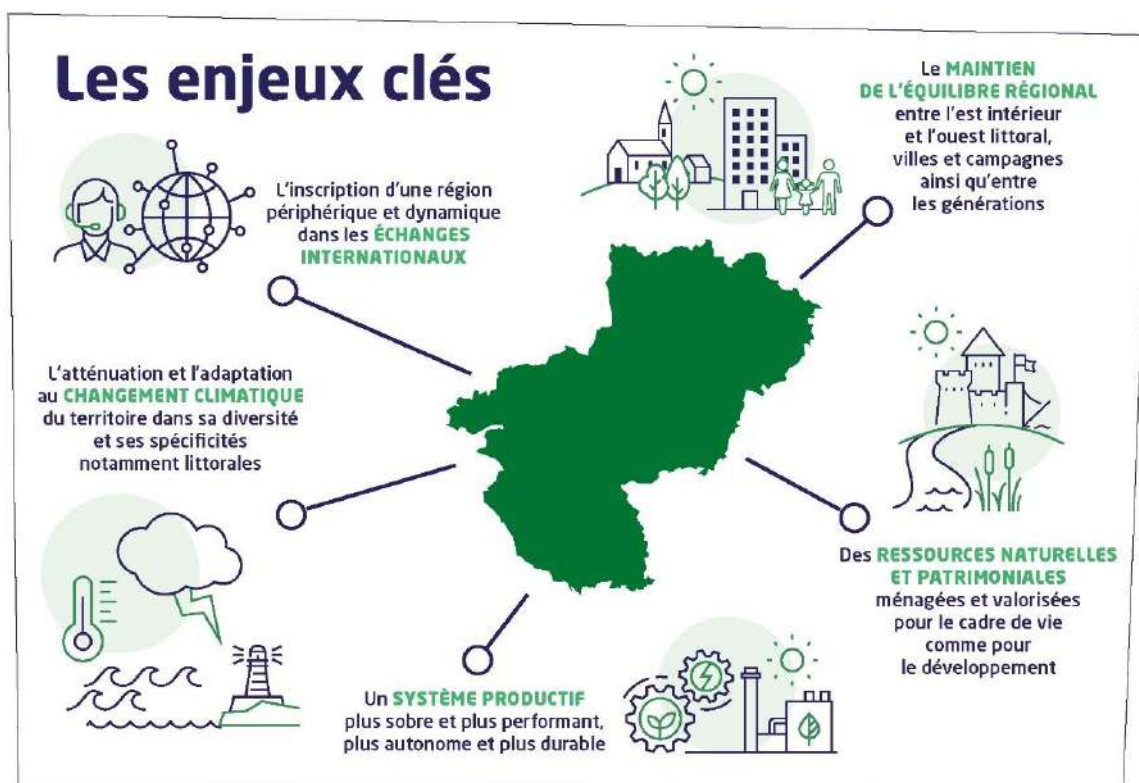 Les enjeux clés
L'inscription d'une région
périphérique et dynamique
dans les ÉCHANGES
INTERNATIONAUX
Le MAINTIEN
DE L'ÉQUILIBRE RÉGIONAL
entre l'est intérieur
et l'ouest littoral,
villes et campagnes
ainsi qu'entre
les générations
L'atténuation et l'adaptation
au CHANGEMENT CLIMATIQUE
du territoire dans sa diversité
et ses spécificités
notamment littorales
Des RESSOURCES NATURELLES
ET PATRIMONIALES
ménagées et valorisées
pour le cadre de vie
comme pour
le développement
Un SYSTÈME PRODUCTIF
plus sobre et plus performant,
plus autonome et plus durable